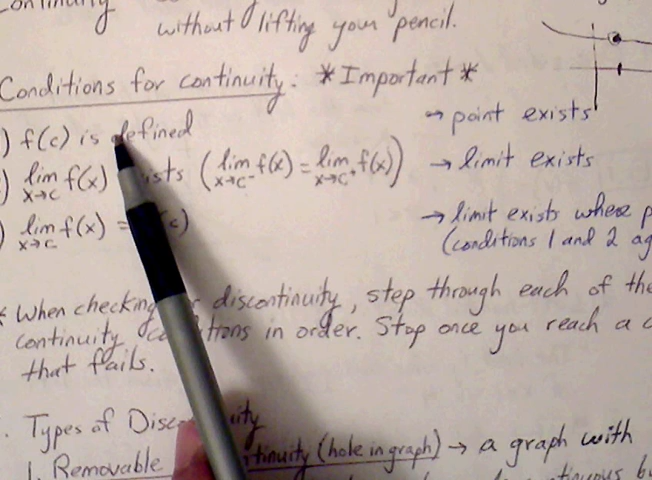 without lifting your pencil.
Conditions for continuity: *Important*
) f(c) is defined → point exists
) lim x→c f(x) (lim x→c⁻ f(x) = lim x→c⁺ f(x)) → limit exists
) lim x→c f(x) = c) → limit exists where
(conditions 1 and 2
* When checking discontinuity, step through each of the
continuity in order. Stop once you reach a
that fails.
Types of
1. Removable (hole in graph) → a graph with